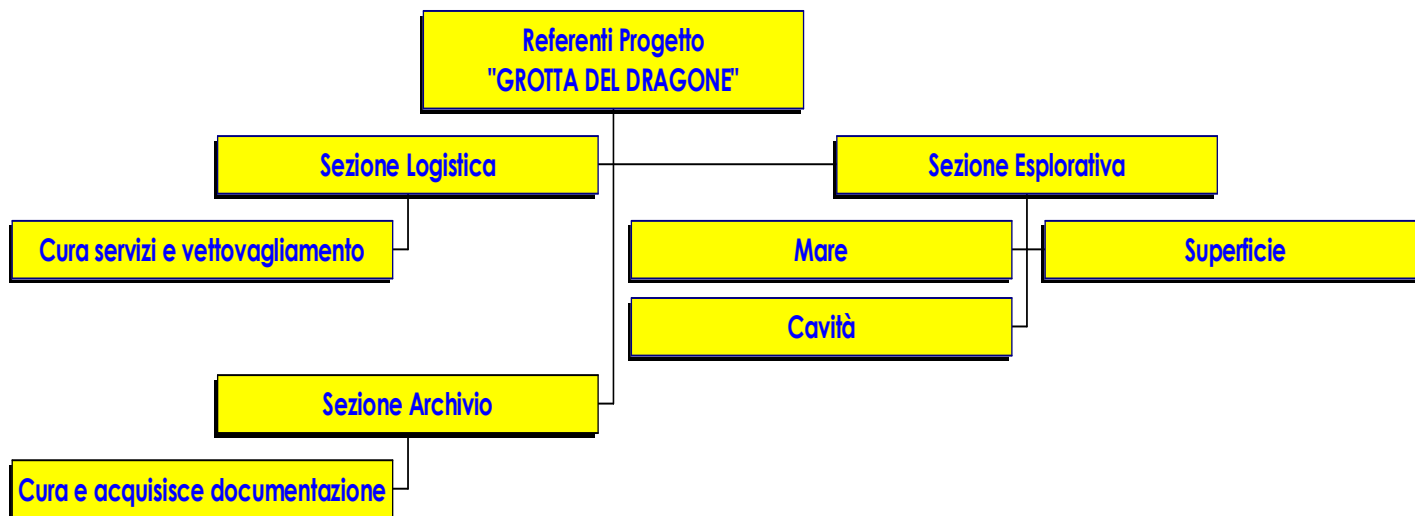 Referenti Progetto
"GROTTA DEL DRAGONE"
Sezione Logistica
Sezione Esplorativa
Cura servizi e vettovagliamento
Mare
Superficie
Cavità
Sezione Archivio
Cura e acquisisce documentazione